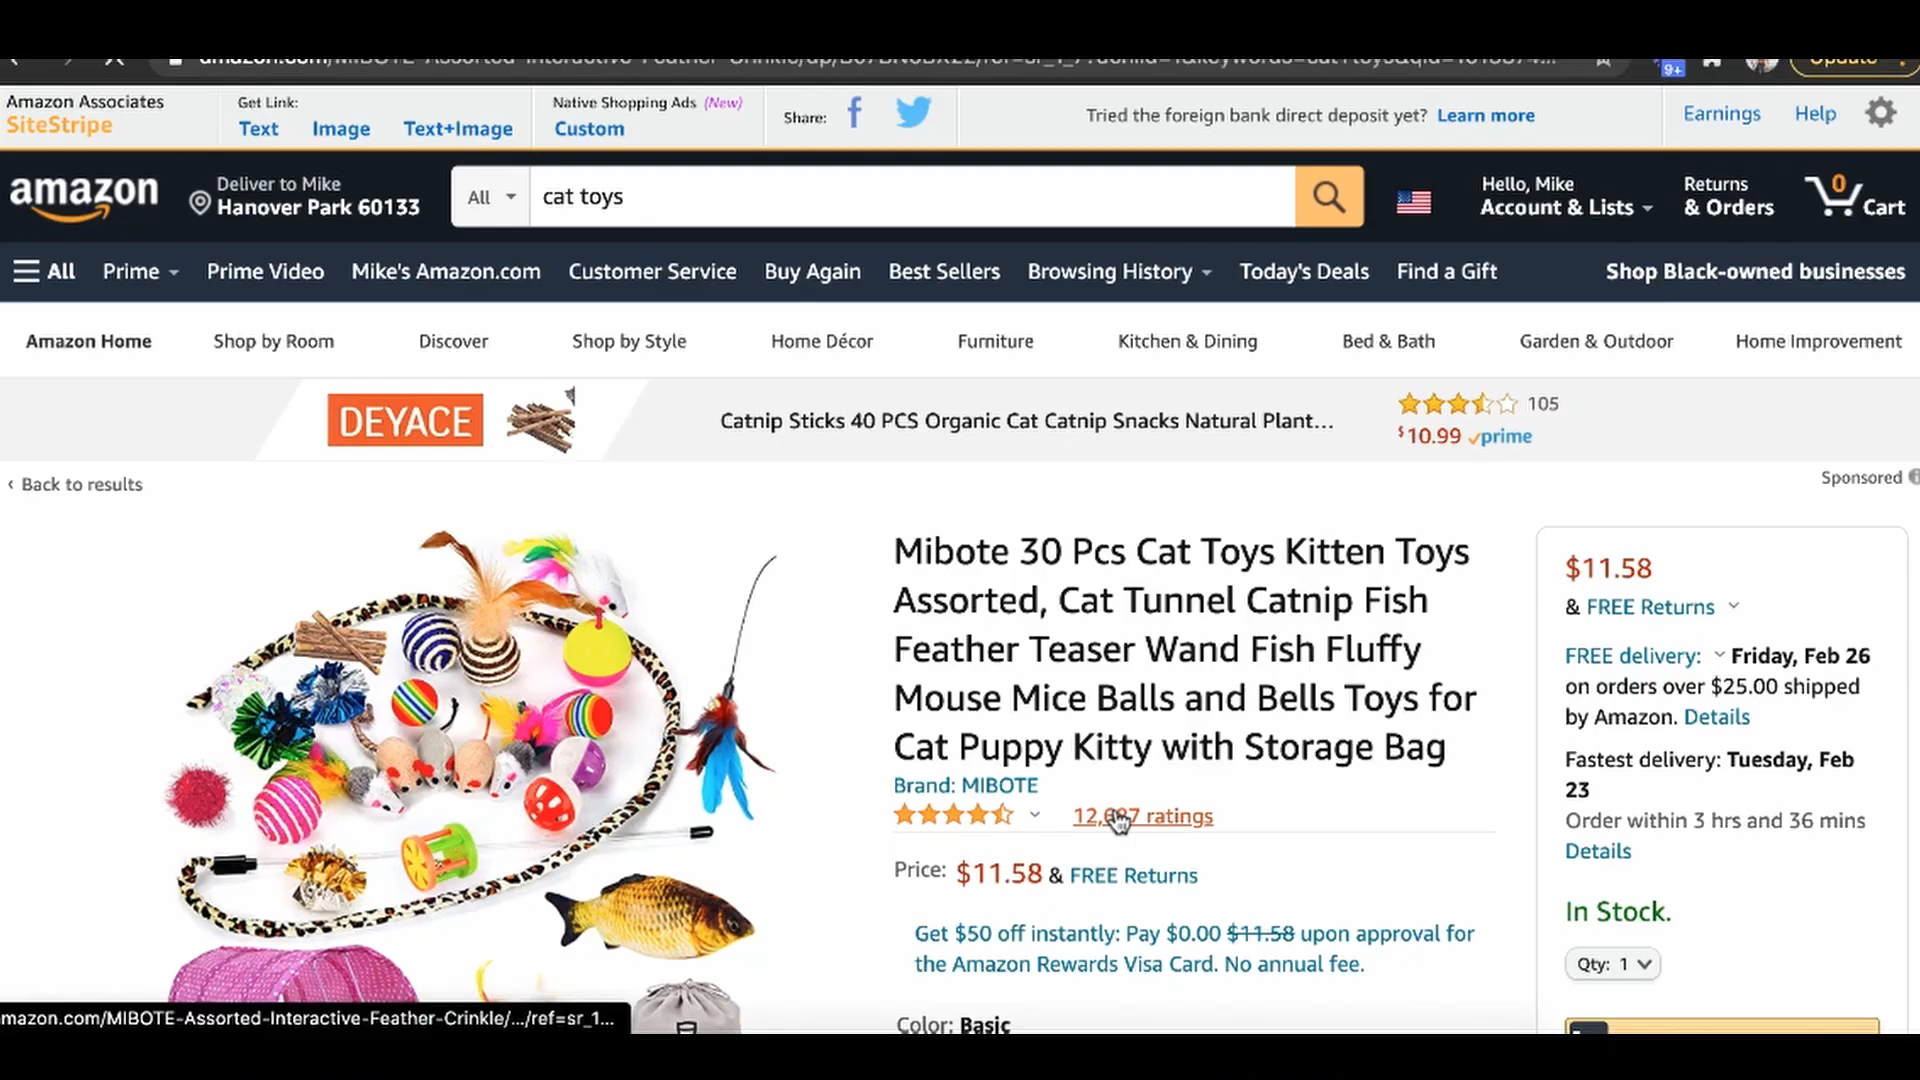 Amazon Associates
SiteStripe
Get Link:
Text Image Text+Image
Native Shopping Ads (New)
Custom
Share:
Tried the foreign bank direct deposit yet? Learn more
Earnings Help
amazon
Deliver to Mike
Hanover Park 60133
All
cat toys
Hello, Mike
Account & Lists
Returns
& Orders
0
Cart
All Prime Prime Video Mike's Amazon.com Customer Service Buy Again Best Sellers Browsing History Today's Deals Find a Gift Shop Black-owned businesses
Amazon Home Shop by Room Discover Shop by Style Home Décor Furniture Kitchen & Dining Bed & Bath Garden & Outdoor Home Improvement
DEYACE
Catnip Sticks 40 PCS Organic Cat Catnip Snacks Natural Plant...
105
$10.99 prime
‹ Back to results
Sponsored
Mibote 30 Pcs Cat Toys Kitten Toys
Assorted, Cat Tunnel Catnip Fish
Feather Teaser Wand Fish Fluffy
Mouse Mice Balls and Bells Toys for
Cat Puppy Kitty with Storage Bag
Brand: MIBOTE
ratings
Price: $11.58 & FREE Returns
Get $50 off instantly: Pay $0.00 $11.58 upon approval for
the Amazon Rewards Visa Card. No annual fee.
Color: Basic
$11.58
& FREE Returns
FREE delivery: Friday, Feb 26
on orders over $25.00 shipped
by Amazon. Details
Fastest delivery: Tuesday, Feb
23
Order within 3 hrs and 36 mins
Details
In Stock.
Qty: 1
mazon.com/MIBOTE-Assorted-Interactive-Feather-Crinkle/.../ref=sr_1...